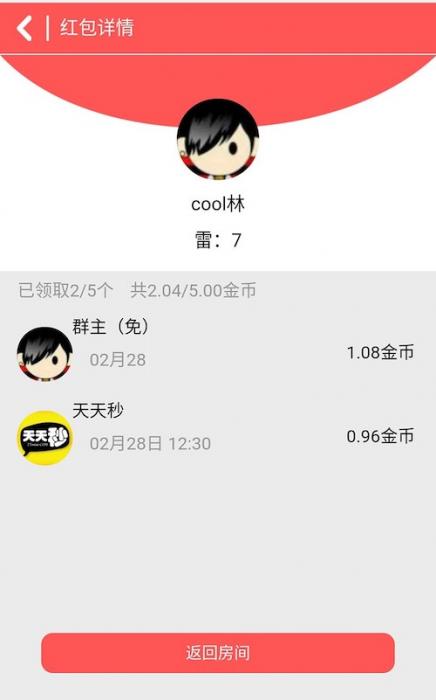 红包详情
cool林
雷：7
已领取2/5个 共2.04/5.00金币
群主（免）
02月28
1.08金币
天天秒
天天秒
02月28日 12:30
0.96金币
返回房间